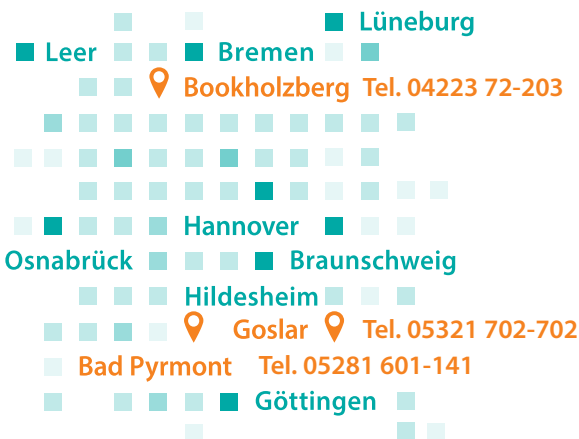 Lüneburg
Leer Bremen
Bookholzberg Tel. 04223 72-203
Hannover
Osnabrück Braunschweig
Hildesheim
Goslar Tel. 05321 702-702
Bad Pyrmont Tel. 05281 601-141
Göttingen